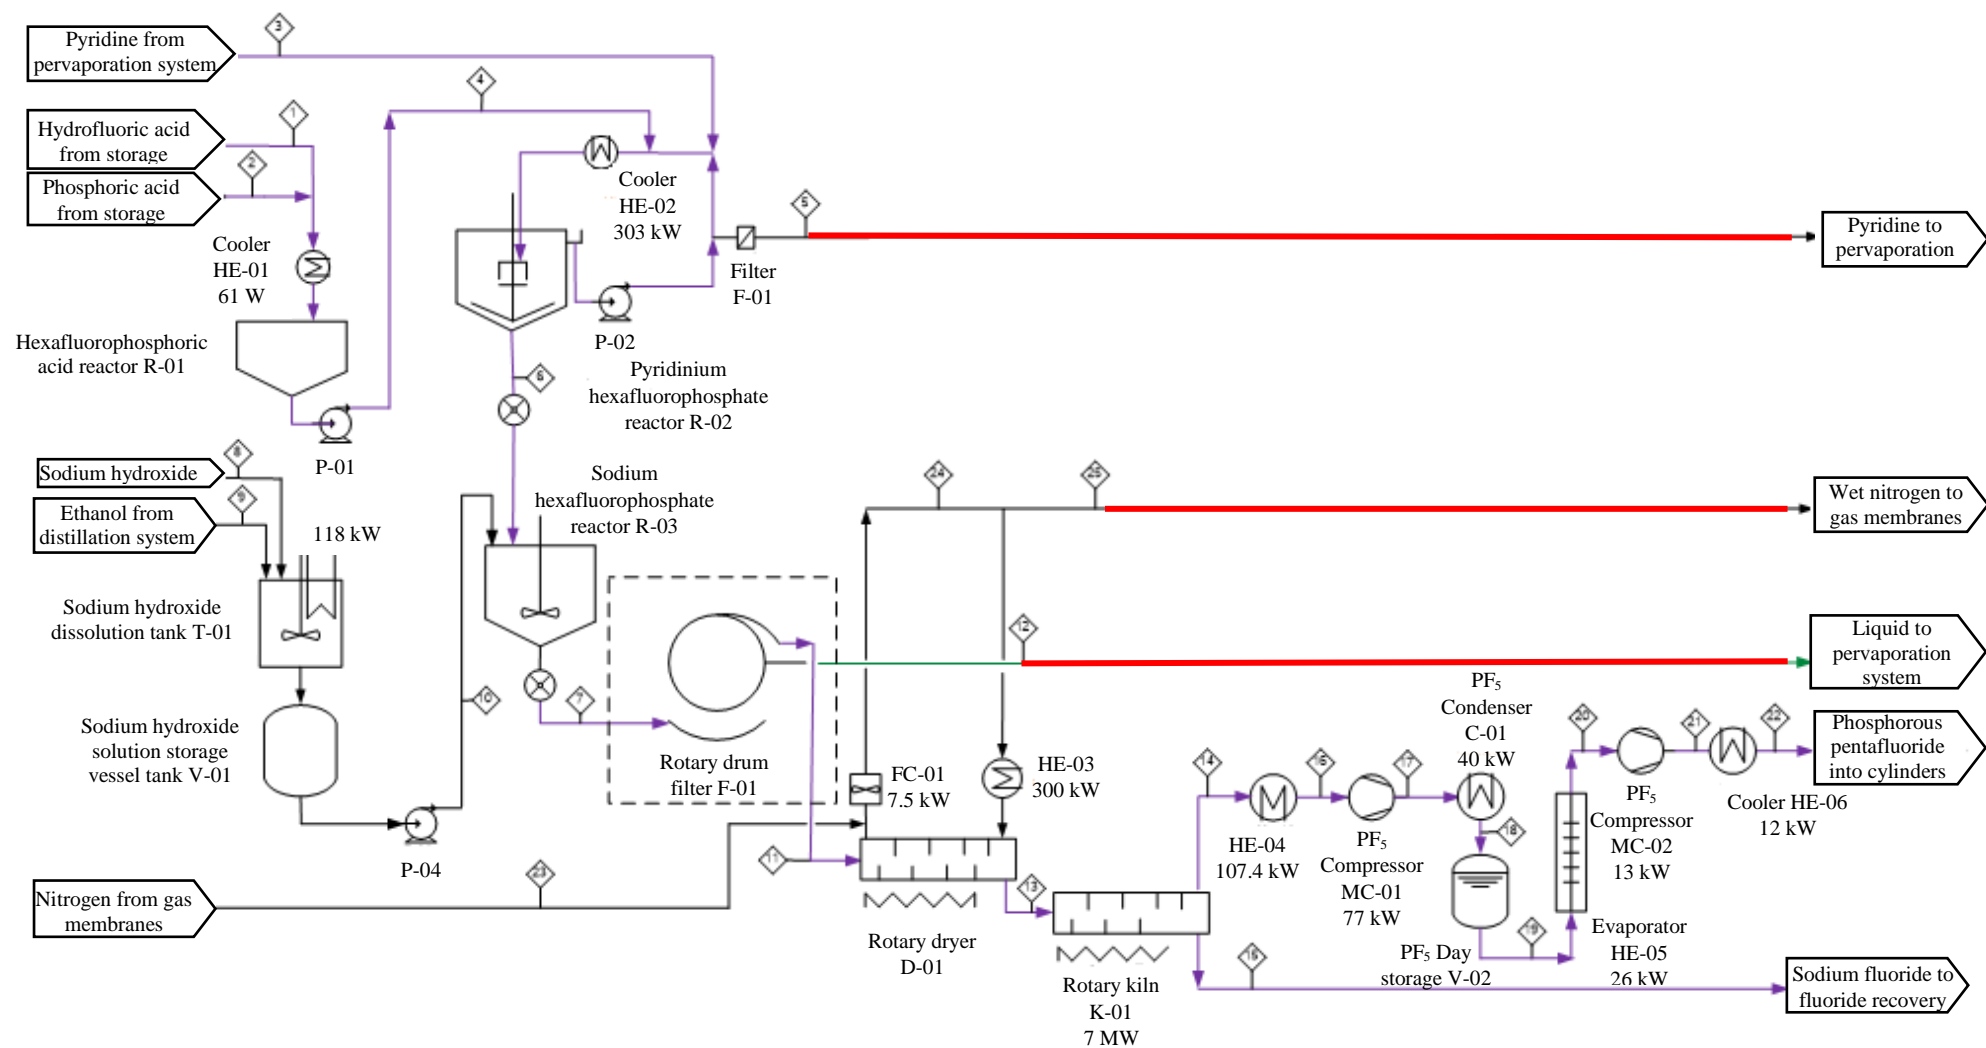 3
Pyridine from
pervaporation system
4
1
Hydrofluoric acid
from storage
2
Phosphoric acid
from storage
Cooler
HE-01
61 W
Cooler
HE-02
303 kW
5
Filter
F-01
Pyridine to
pervaporation
Hexafluorophosphoric
acid reactor R-01
P-01
P-02
Pyridinium
hexafluorophosphate
reactor R-02
6
8
Sodium hydroxide
9
Ethanol from
distillation system
118 kW
Sodium
hexafluorophosphate
reactor R-03
24
25
Wet nitrogen to
gas membranes
Sodium hydroxide
dissolution tank T-01
12
Liquid to
pervaporation
system
Sodium hydroxide
solution storage
vessel tank V-01
10
7
Rotary drum
filter F-01
FC-01
7.5 kW
HE-03
300 kW
14
HE-04
107.4 kW
16
17
PF₅
Condenser
C-01
40 kW
18
20
21
22
Phosphorous
pentafluoride
into cylinders
P-04
11
PF₅
Compressor
MC-01
77 kW
PF₅
Compressor
MC-02
13 kW
Cooler HE-06
12 kW
23
Nitrogen from gas
membranes
13
Rotary dryer
D-01
Rotary kiln
K-01
7 MW
15
PF₅ Day
storage V-02
19
Evaporator
HE-05
26 kW
Sodium fluoride to
fluoride recovery